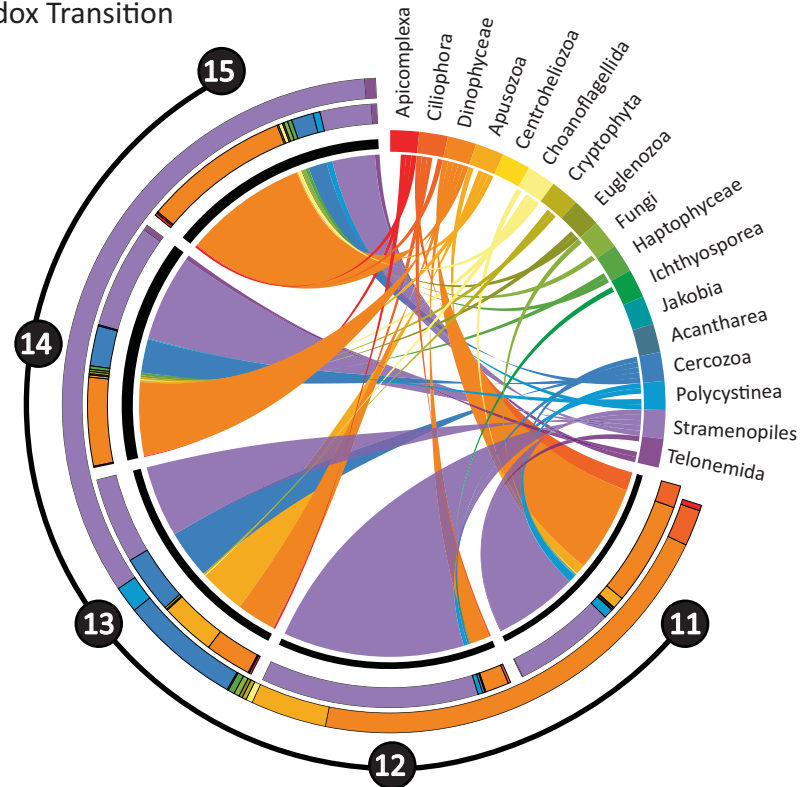 dox Transition
Apicomplexa
Ciliophora
Dinophyceae
Apusozoa
Centroheliozoa
Choanoflagellida
Cryptophyta
Euglenozoa
Fungi
Haptophyceae
Ichthyosporea
Jakobia
Acantharea
Cercozoa
Polycystinea
Stramenopiles
Telonemida
15
14
13
12
11